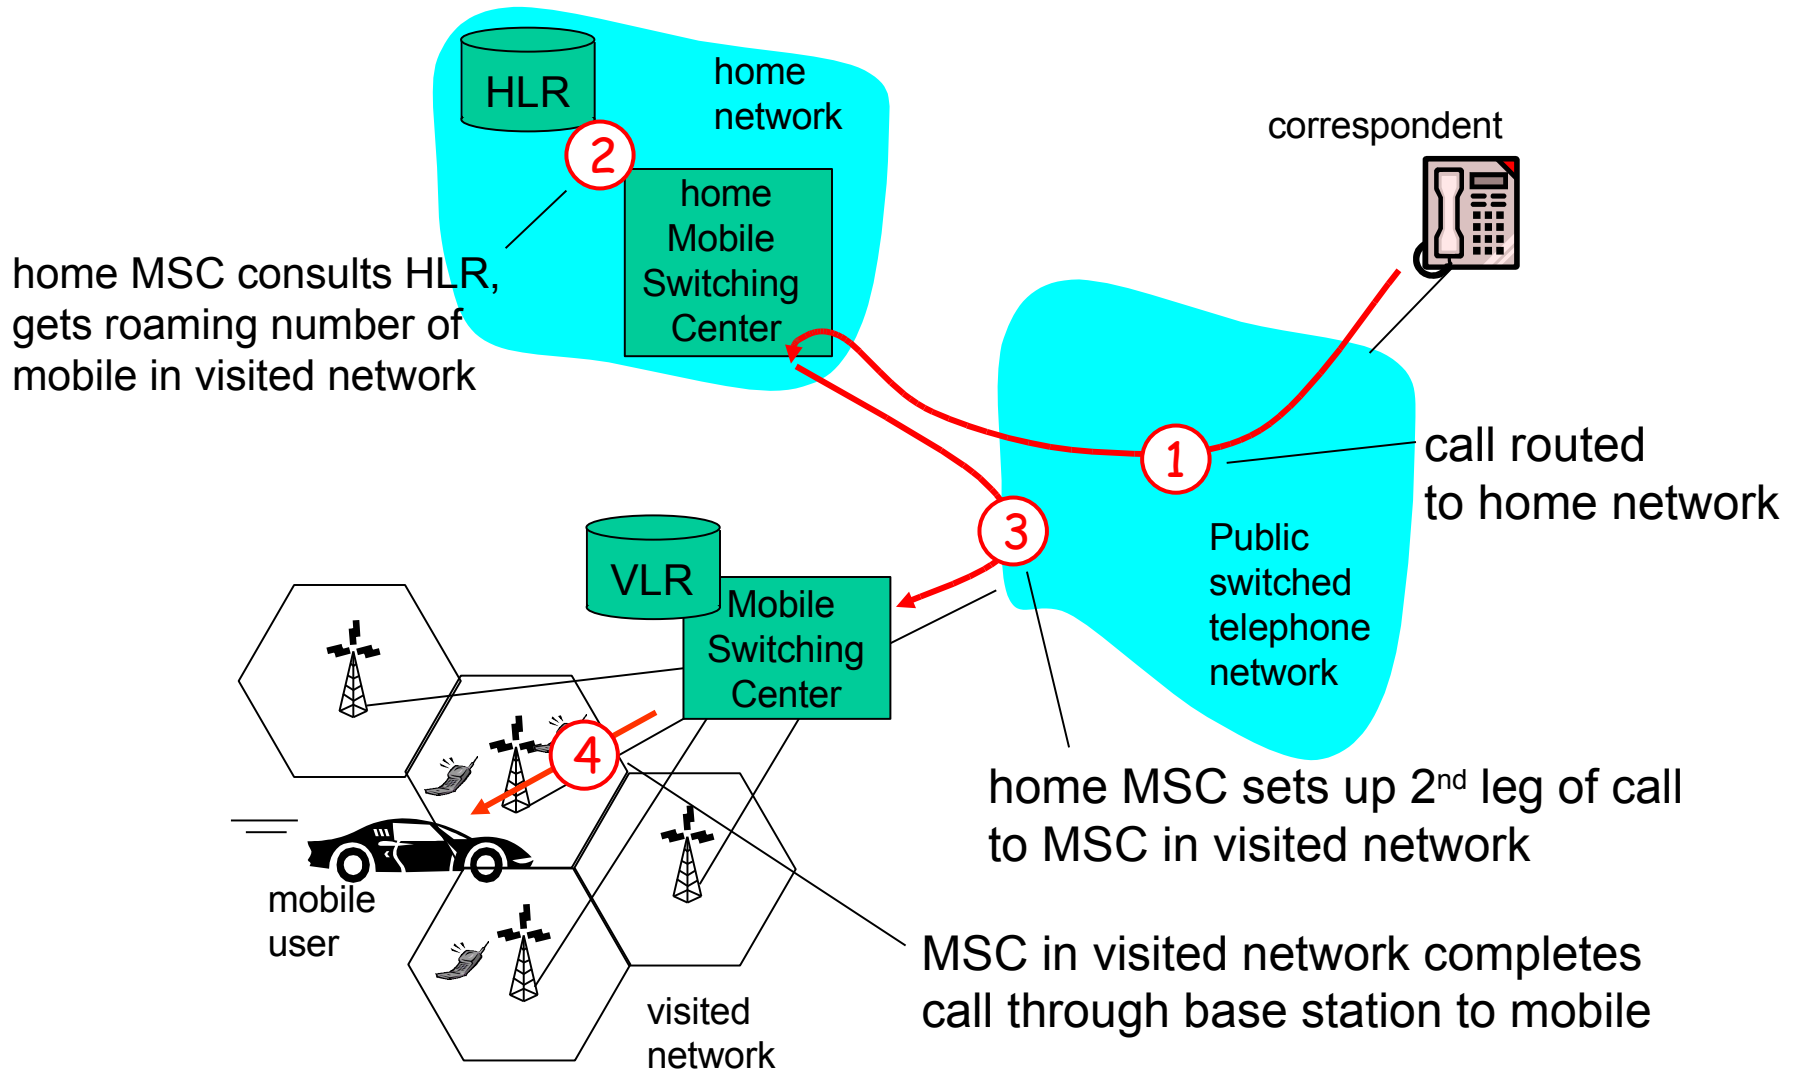 HLR
home
network
2
home
Mobile
Switching
Center
correspondent
home MSC consults HLR,
gets roaming number of
mobile in visited network
1
call routed
to home network
3
Public
switched
telephone
network
VLR
Mobile
Switching
Center
4
home MSC sets up 2nd leg of call
to MSC in visited network
mobile
user
MSC in visited network completes
call through base station to mobile
visited
network